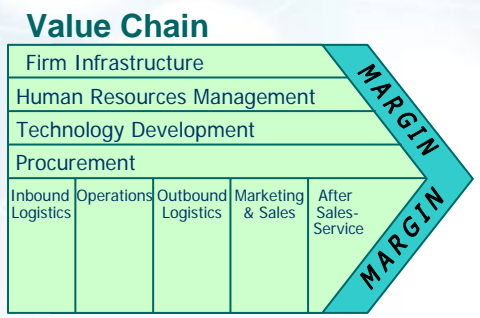 Value Chain
Firm Infrastructure
Human Resources Management
Technology Development
Procurement
Inbound
Logistics
Operations
Outbound
Logistics
Marketing
& Sales
After
Sales-
Service
MARGIN
MARGIN